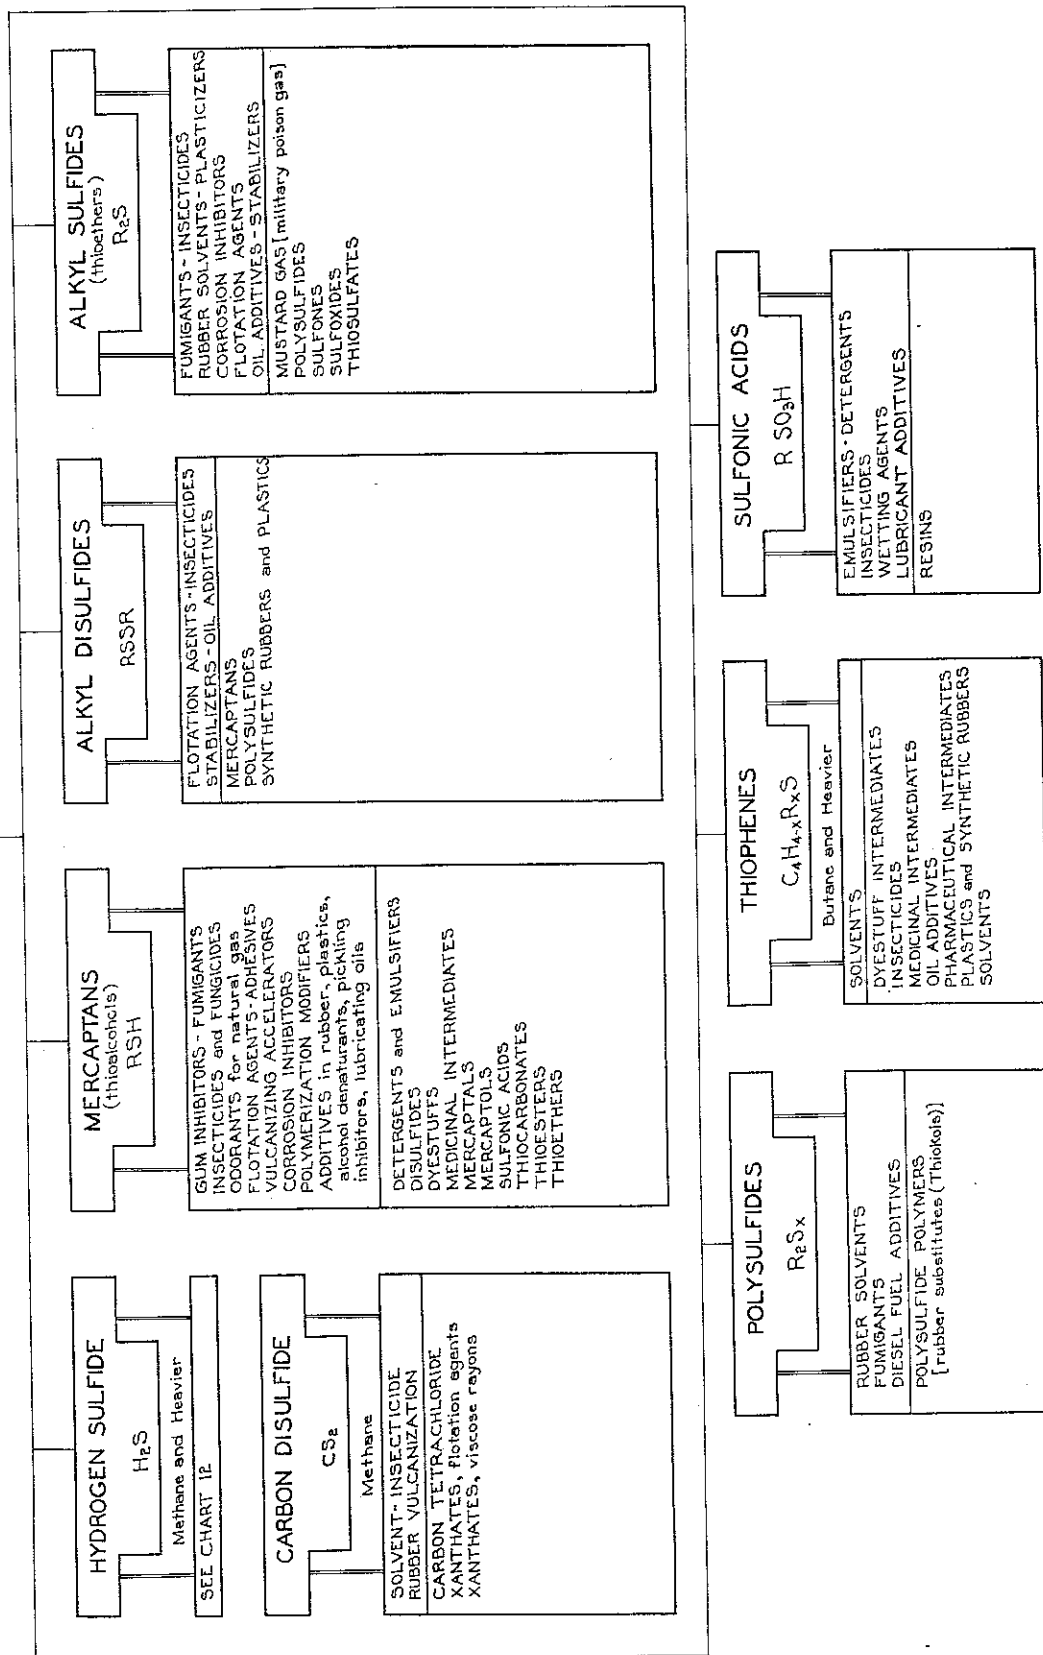 HYDROGEN SULFIDE
H₂S
Methane and Heavier
SEE CHART 12
CARBON DISULFIDE
CS₂
Methane
SOLVENT - INSECTICIDE
RUBBER VULCANIZATION
CARBON TETRACHLORIDE
XANTHATES, flotation agents
XANTHATES, viscose rayons
MERCAPTANS
(thioalcohols)
RSH
GUM INHIBITORS - FUMIGANTS
INSECTICIDES and FUNGICIDES
ODORANTS for natural gas
FLOTATION AGENTS - ADHESIVES
VULCANIZING ACCELERATORS
CORROSION INHIBITORS
POLYMERIZATION MODIFIERS
ADDITIVES in rubber, plastics,
alcohol denaturants, pickling
inhibitors, lubricating oils
DETERGENTS and EMULSIFIERS
DISULFIDES
DYESTUFFS
MEDICINAL INTERMEDIATES
MERCAPTALS
MERCAPTOLS
SULFONIC ACIDS
THIOCARBONATES
THIOESTERS
THIOETHERS
ALKYL DISULFIDES
RSSR
FLOTATION AGENTS - INSECTICIDES
STABILIZERS - OIL ADDITIVES
MERCAPTANS
POLYSULFIDES
SYNTHETIC RUBBERS and PLASTICS
ALKYL SULFIDES
(thioethers)
R₂S
FUMIGANTS - INSECTICIDES
RUBBER SOLVENTS - PLASTICIZERS
CORROSION INHIBITORS
FLOTATION AGENTS
OIL ADDITIVES - STABILIZERS
MUSTARD GAS [military poison gas]
POLYSULFIDES
SULFONES
SULFOXIDES
THIOSULFATES
POLYSULFIDES
R₂Sₓ
RUBBER SOLVENTS
FUMIGANTS
DIESEL FUEL ADDITIVES
POLYSULFIDE POLYMERS
[rubber substitutes (Thiokols)]
THIOPHENES
C₄H₄₋ₓRₓS
Butane and Heavier
SOLVENTS
DYESTUFF INTERMEDIATES
INSECTICIDES
MEDICINAL INTERMEDIATES
OIL ADDITIVES
PHARMACEUTICAL INTERMEDIATES
PLASTICS and SYNTHETIC RUBBERS
SOLVENTS
SULFONIC ACIDS
R SO₃H
EMULSIFIERS - DETERGENTS
INSECTICIDES
WETTING AGENTS
LUBRICANT ADDITIVES
RESINS